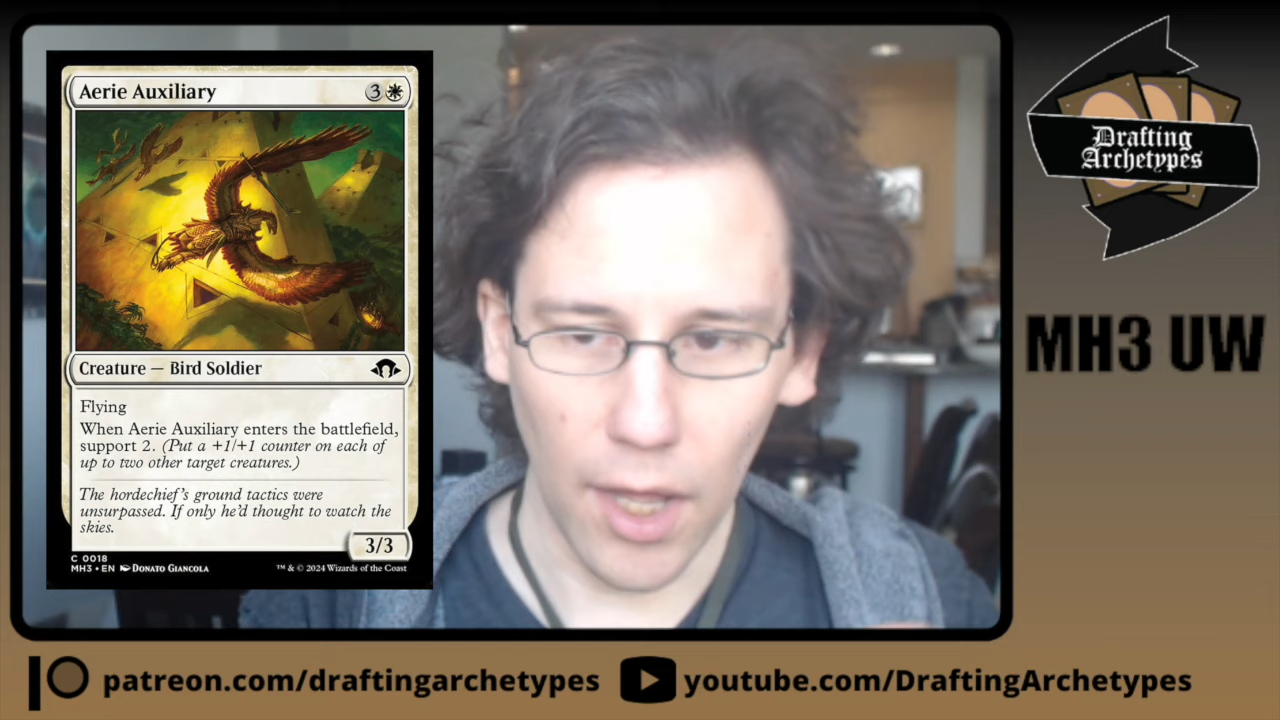 Aerie Auxiliary 3
Creature — Bird Soldier
Flying
When Aerie Auxiliary enters the battlefield,
support 2. (Put a +1/+1 counter on each of
up to two other target creatures.)
The hordechief's ground tactics were
unsurpassed. If only he'd thought to watch the
skies.
3/3
C 0018
MH3 • EN Donato Giancola
™ & © 2024 Wizards of the Coast
Drafting
Archetypes
MH3 UW
patreon.com/draftingarchetypes
youtube.com/DraftingArchetypes